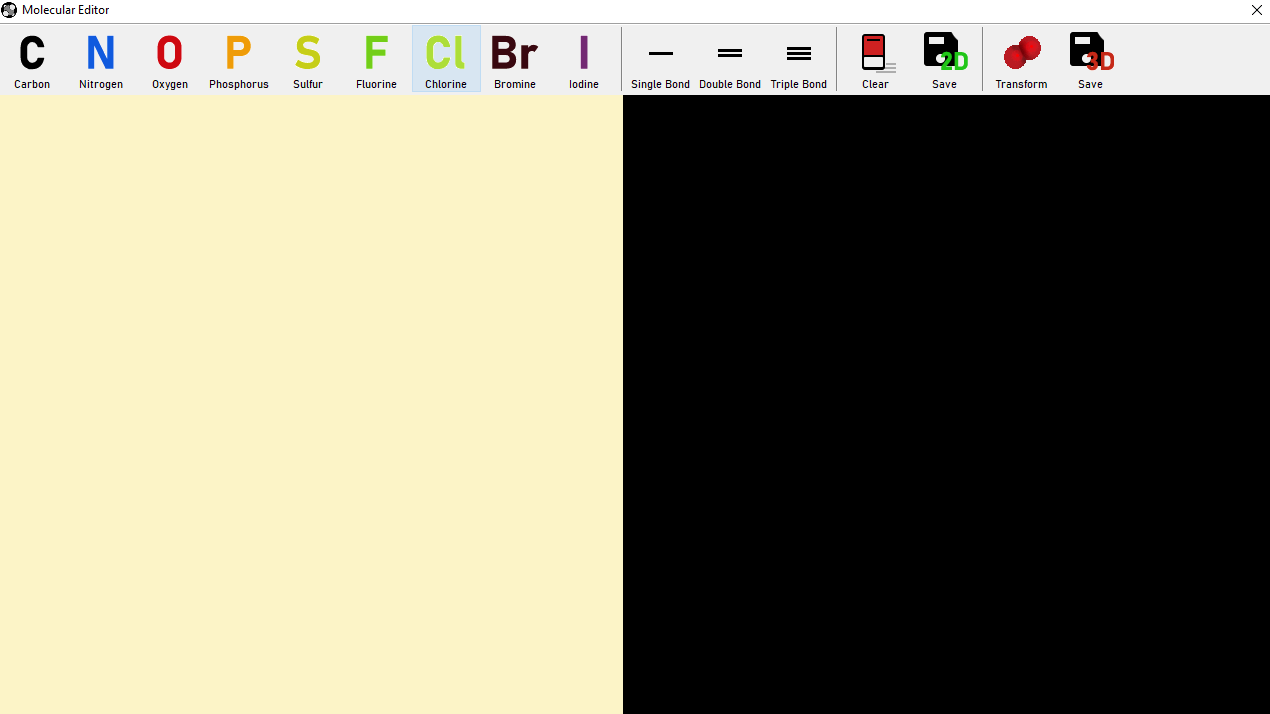 Molecular Editor
C N O P S F Cl Br I 2D 3D
Carbon Nitrogen Oxygen Phosphorus Sulfur Fluorine Chlorine Bromine Iodine Single Bond Double Bond Triple Bond Clear Save Transform Save